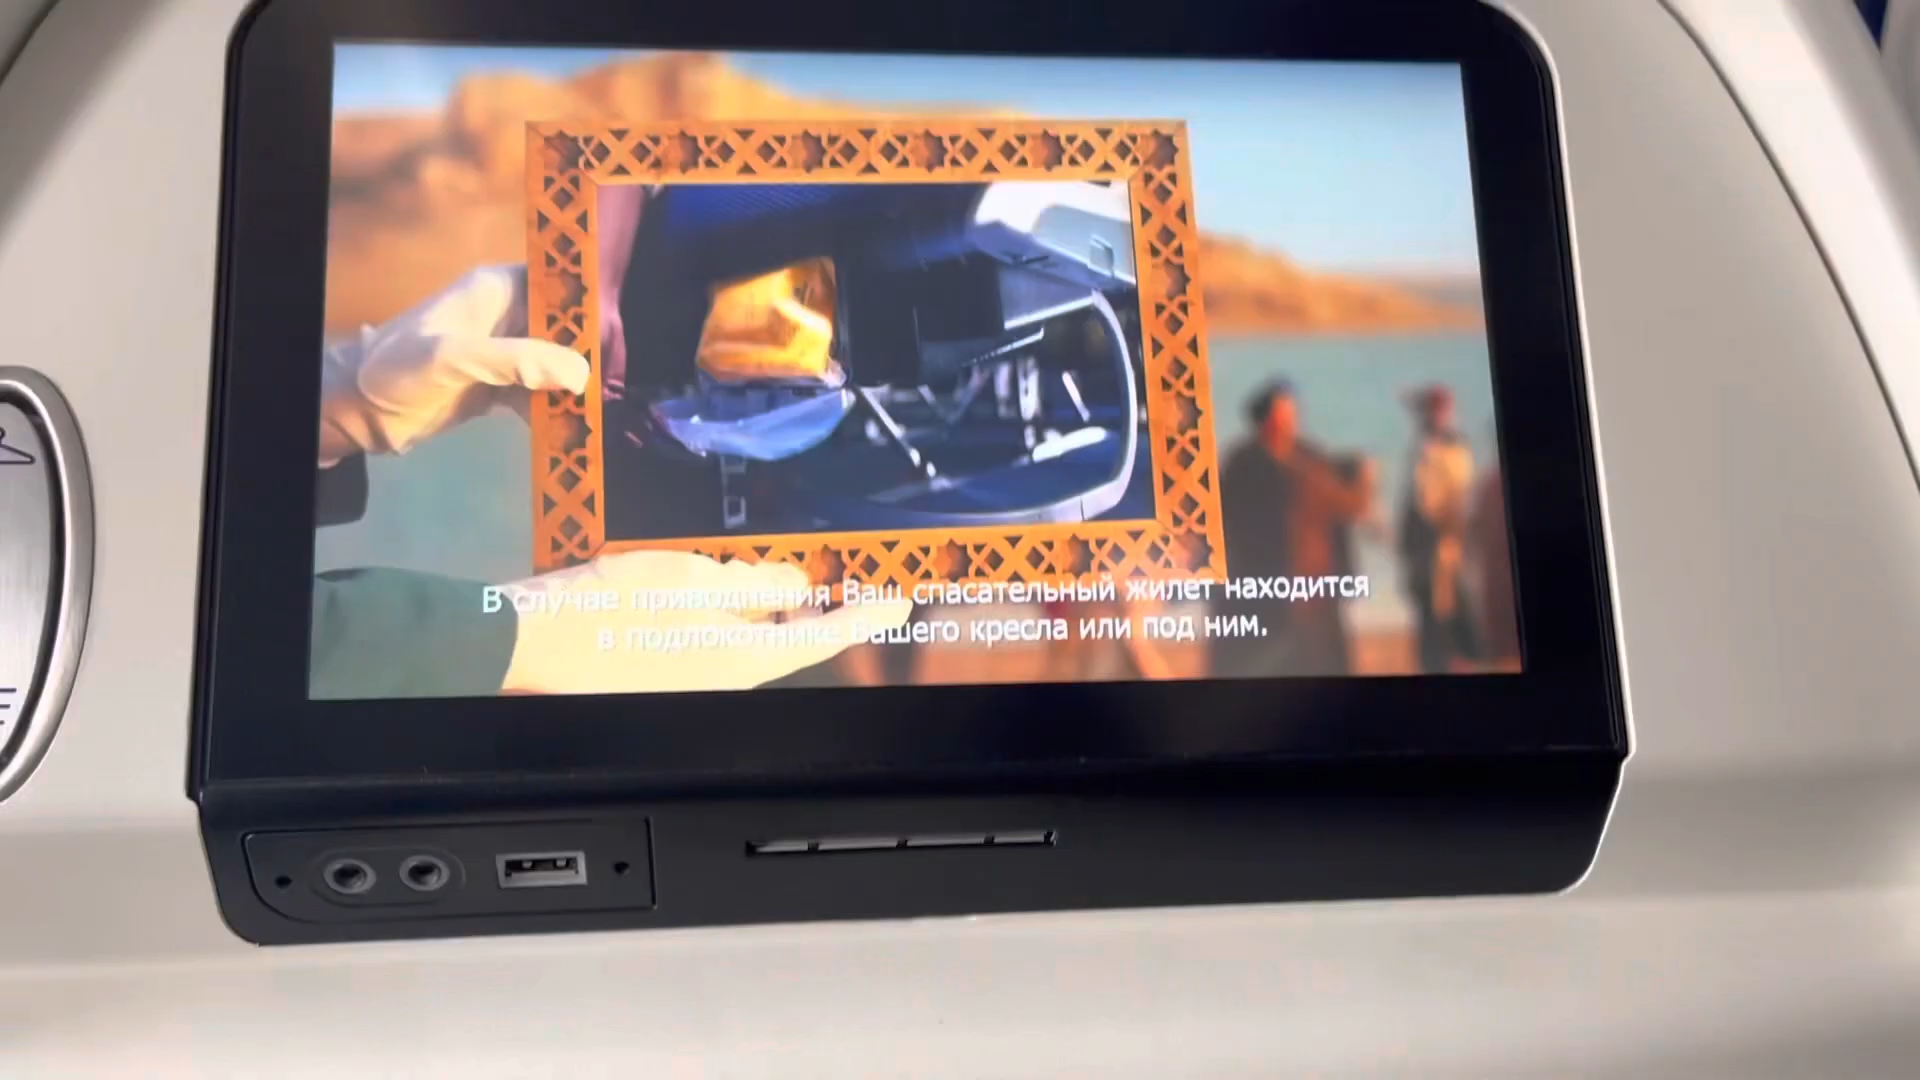 В случае приводнения Ваш спасательный жилет находится
в подлокотнике Вашего кресла или под ним.